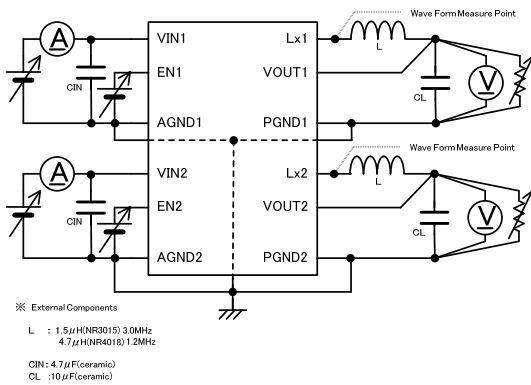 Wave Form Measure Point
A
VIN1
Lx1
L
EN1
VOUT1
CIN
CL
V
AGND1
PGND1
Wave Form Measure Point
A
VIN2
Lx2
L
EN2
VOUT2
CIN
CL
V
AGND2
PGND2
※ External Components
L : 1.5μH(NR3015) 3.0MHz
4.7μH(NR4018) 1.2MHz
CIN : 4.7μF(ceramic)
CL : 10μF(ceramic)